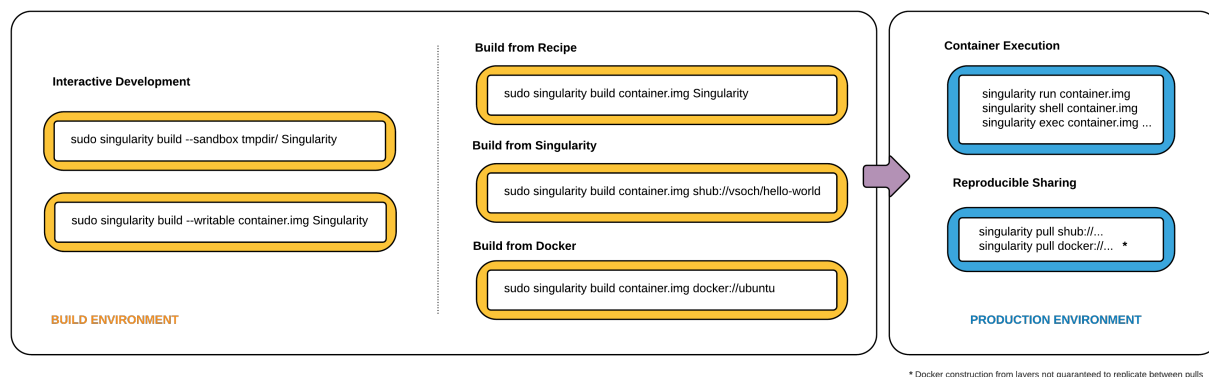 Interactive Development
sudo singularity build --sandbox tmpdir/ Singularity
sudo singularity build --writable container.img Singularity
BUILD ENVIRONMENT
Build from Recipe
sudo singularity build container.img Singularity
Build from Singularity
sudo singularity build container.img shub://vsoch/hello-world
Build from Docker
sudo singularity build container.img docker://ubuntu
Container Execution
singularity run container.img
singularity shell container.img
singularity exec container.img ...
Reproducible Sharing
singularity pull shub://...
singularity pull docker://... *
PRODUCTION ENVIRONMENT
* Docker construction from layers not guaranteed to replicate between pulls